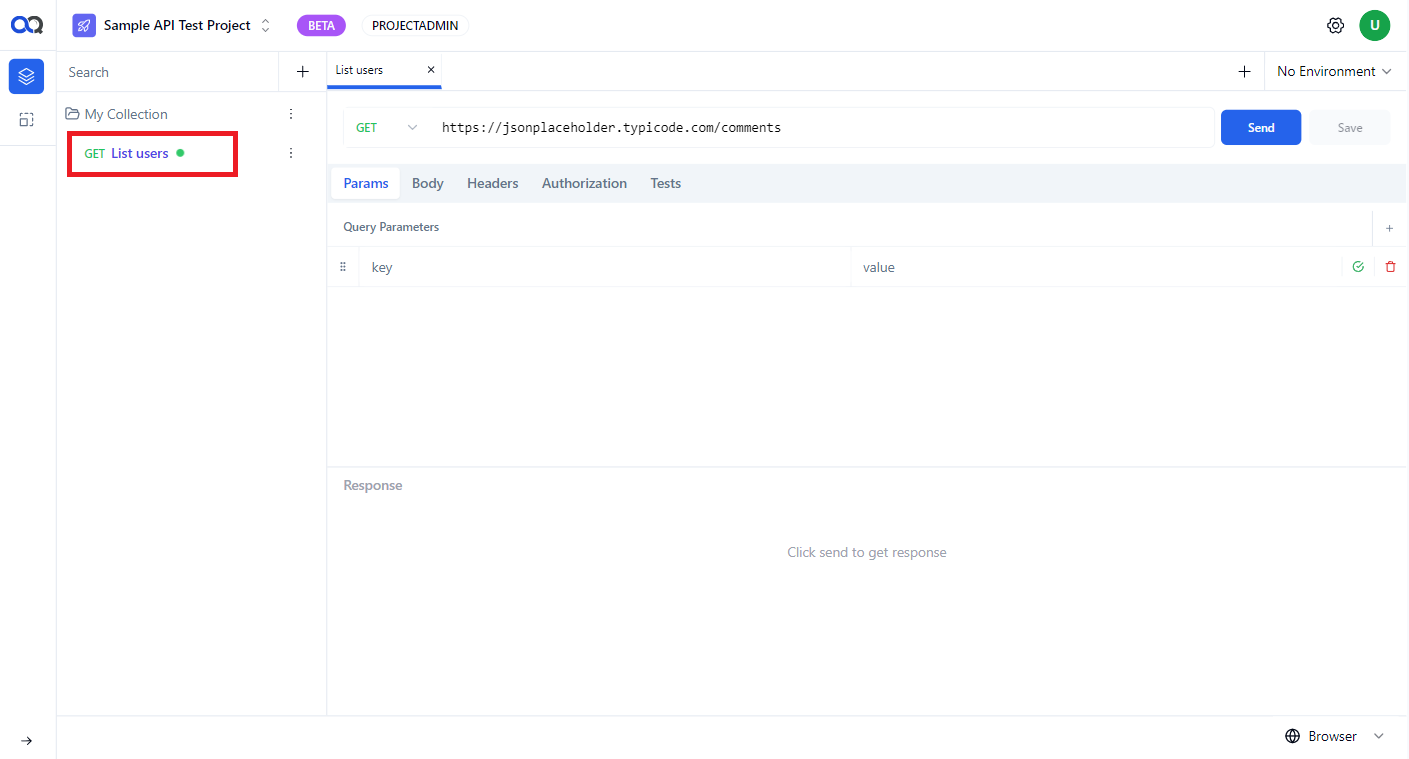 Sample API Test Project BETA PROJECTADMIN U
Search List users No Environment
My Collection
GET https://jsonplaceholder.typicode.com/comments Send Save
GET List users
Params Body Headers Authorization Tests
Query Parameters
key value
Response
Click send to get response
Browser